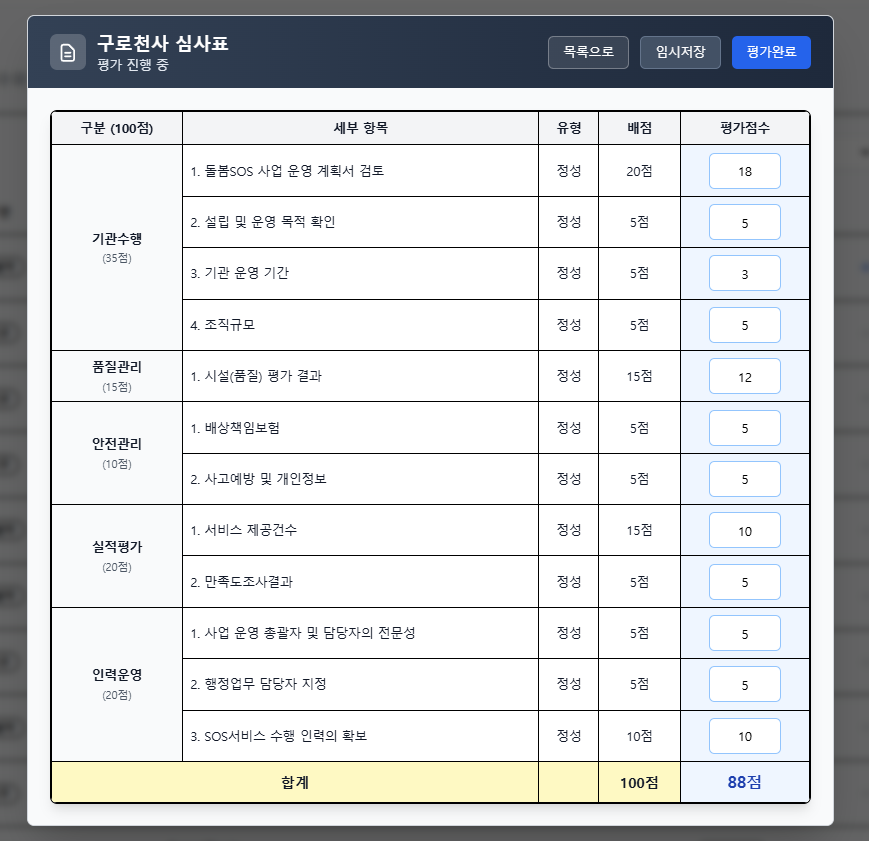 구로천사 심사표
평가 진행 중
목록으로 임시저장 평가완료
구분 (100점) 세부 항목 유형 배점 평가점수
기관수행
(35점)
1. 돌봄SOS 사업 운영 계획서 검토 정성 20점 18
2. 설립 및 운영 목적 확인 정성 5점 5
3. 기관 운영 기간 정성 5점 3
4. 조직규모 정성 5점 5
품질관리
(15점)
1. 시설(품질) 평가 결과 정성 15점 12
안전관리
(10점)
1. 배상책임보험 정성 5점 5
2. 사고예방 및 개인정보 정성 5점 5
실적평가
(20점)
1. 서비스 제공건수 정성 15점 10
2. 만족도조사결과 정성 5점 5
인력운영
(20점)
1. 사업 운영 총괄자 및 담당자의 전문성 정성 5점 5
2. 행정업무 담당자 지정 정성 5점 5
3. SOS서비스 수행 인력의 확보 정성 10점 10
합계 100점 88점